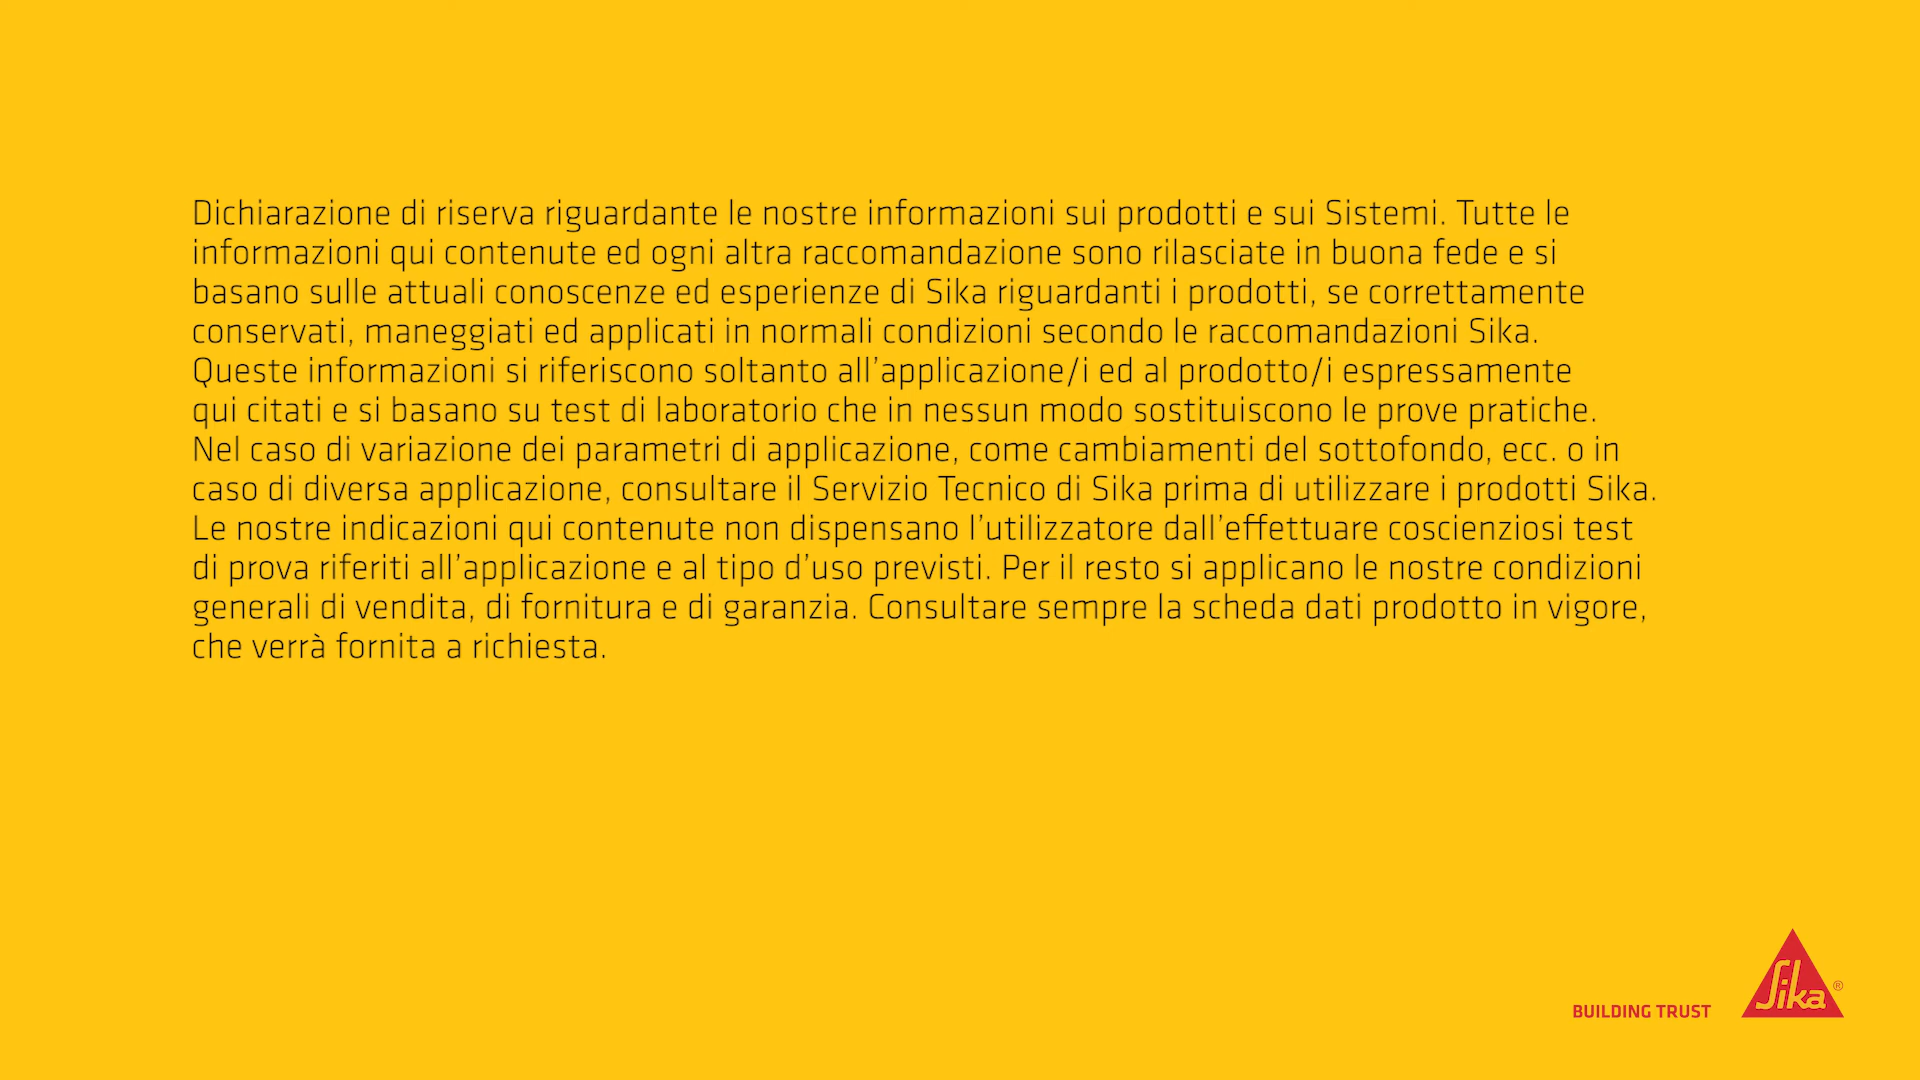 Dichiarazione di riserva riguardante le nostre informazioni sui prodotti e sui Sistemi. Tutte le
informazioni qui contenute ed ogni altra raccomandazione sono rilasciate in buona fede e si
basano sulle attuali conoscenze ed esperienze di Sika riguardanti i prodotti, se correttamente
conservati, maneggiati ed applicati in normali condizioni secondo le raccomandazioni Sika.
Queste informazioni si riferiscono soltanto all’applicazione/i ed al prodotto/i espressamente
qui citati e si basano su test di laboratorio che in nessun modo sostituiscono le prove pratiche.
Nel caso di variazione dei parametri di applicazione, come cambiamenti del sottofondo, ecc. o in
caso di diversa applicazione, consultare il Servizio Tecnico di Sika prima di utilizzare i prodotti Sika.
Le nostre indicazioni qui contenute non dispensano l’utilizzatore dall’effettuare coscienziosi test
di prova riferiti all’applicazione e al tipo d’uso previsti. Per il resto si applicano le nostre condizioni
generali di vendita, di fornitura e di garanzia. Consultare sempre la scheda dati prodotto in vigore,
che verrà fornita a richiesta.
BUILDING TRUST
Sika®